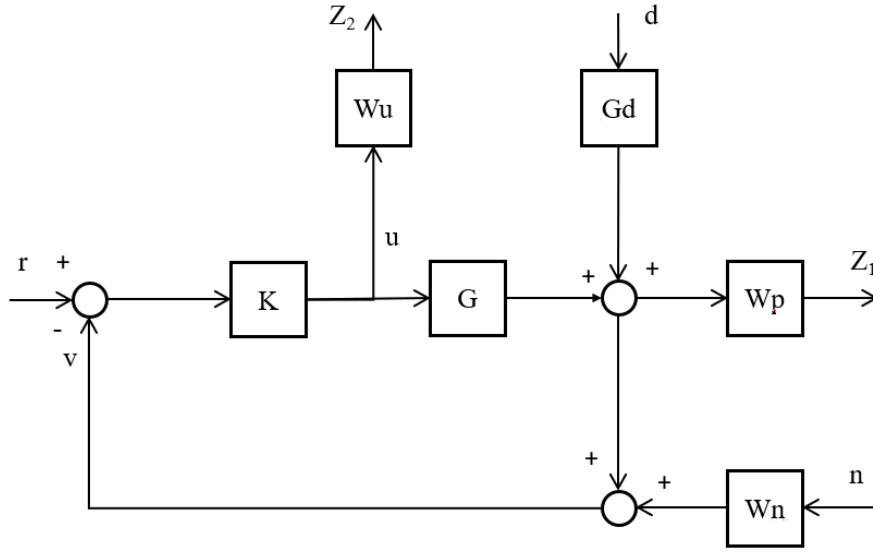 Z₂ d
Wu Gd
u
r + + + Z₁
K G Wp
-
v
+ + n
Wn